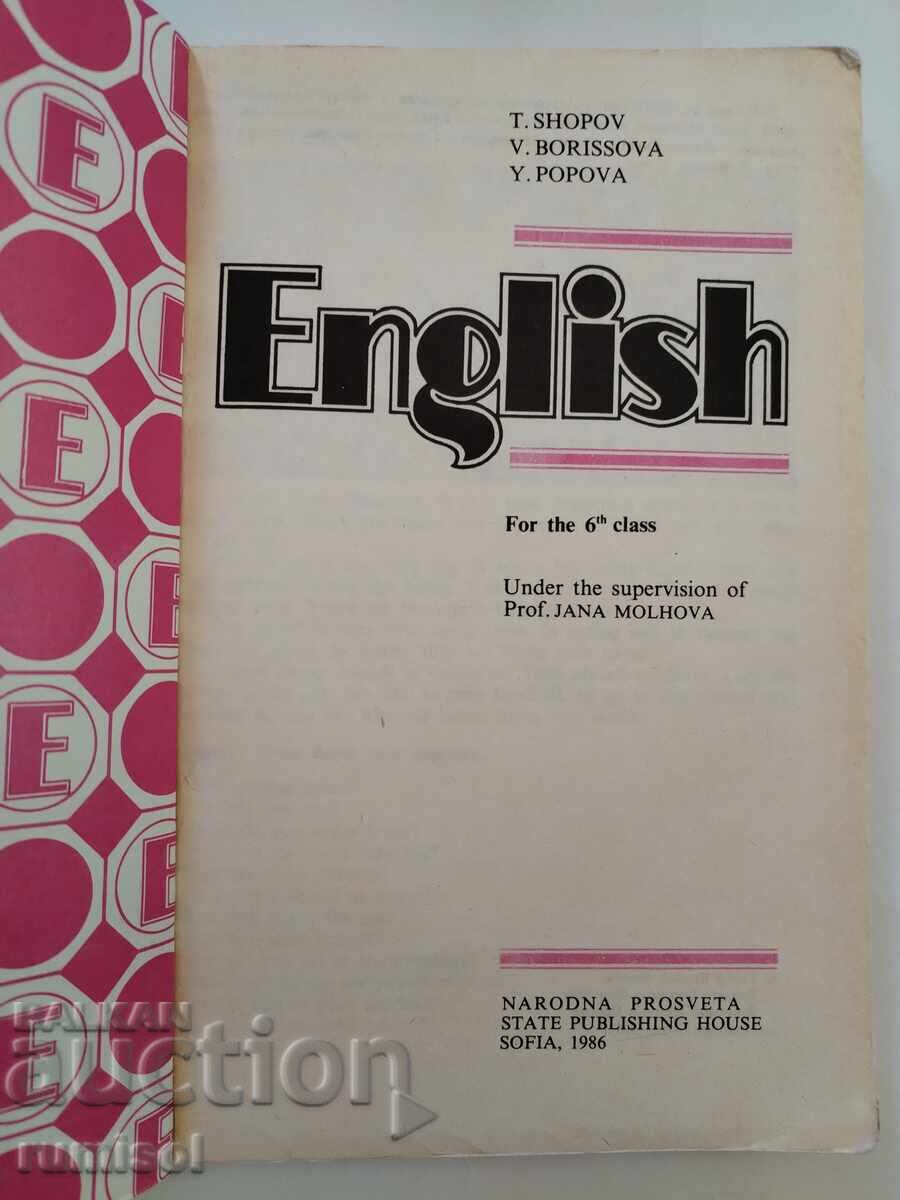 T. SHOPOV
V. BORISSOVA
Y. POPOVA
English
For the 6th class
Under the supervision of
Prof. JANA MOLHOVA
NARODNA PROSVETA
STATE PUBLISHING HOUSE
SOFIA, 1986
E
E
E
E
E
E
E
BALKAN
auction
rumisol